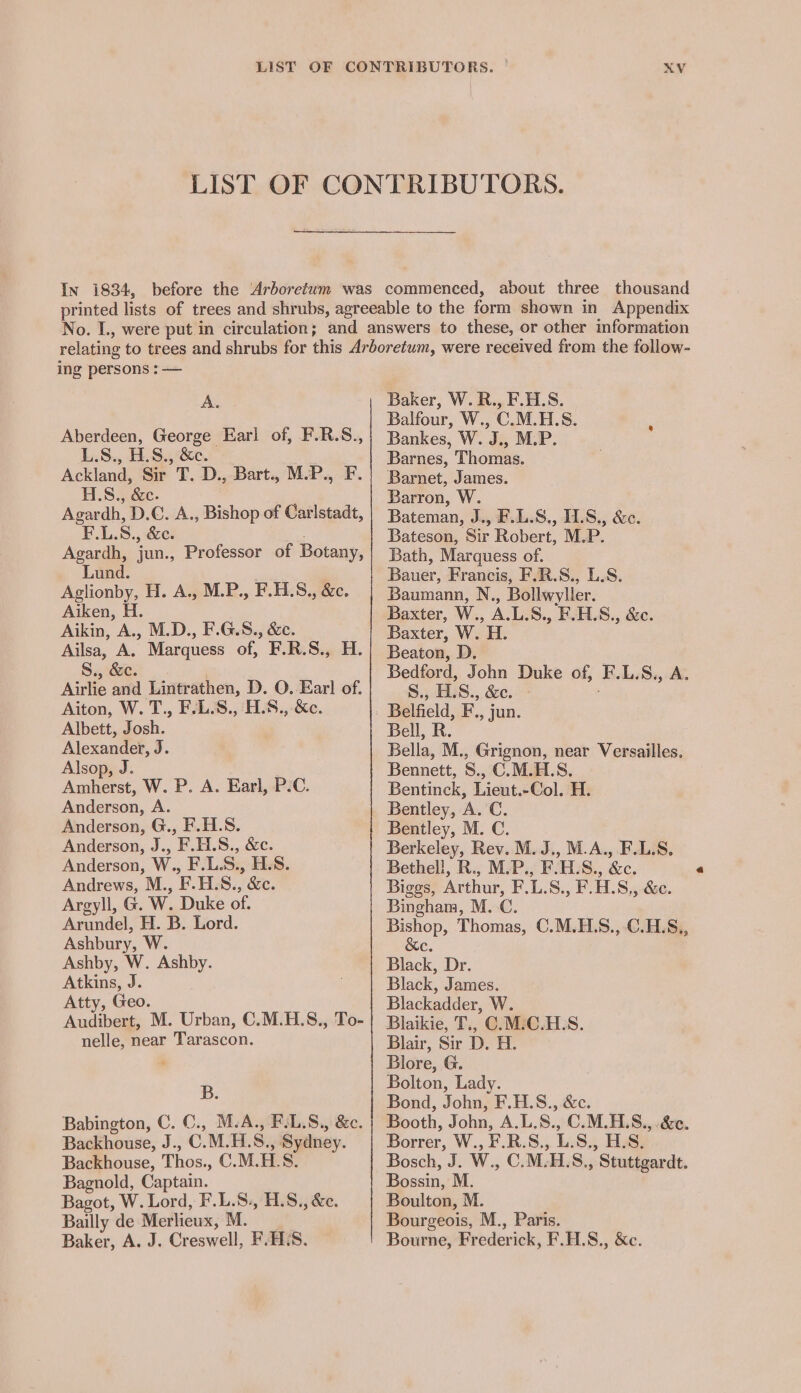 LIST OF CONTRIBUTORS. XV
LIST OF CONTRIBUTORS.
IN 1834, before the Arboretum was commenced, about three thousand
printed lists of trees and shrubs, agreeable to the form shown in Appendix
No. I., were put in circulation; and answers to these, or other information
relating to trees and shrubs for this Arboretum, were received from the follow-
ing persons : —
A.
Aberdeen, George Earl of, F.R.S.,
L.S., H.S., &c.
Ackland, Sir T. D., Bart., M.P., F.
H.S., &c.
Agardh, D.C. A., Bishop of Carlstadt,
F.L.S., &c.
Agardh, jun., Professor of Botany,
Lund.
Aglionby, H. A., M.P., F.H.S., &c.
Aiken, H.
Aikin, A., M.D., F.G.S., &c.
Ailsa, A. Marquess of, F.R.S., H.
S., &c.
Airlie and Lintrathen, D. O. Earl of.
Aiton, W. T., F.L.S., H.S., &c.
Albett, Josh.
Alexander, J.
Alsop, J.
Amherst, W. P. A. Earl, P.C.
Anderson, A.
Anderson, G., F.H.S.
Anderson, J., F.H.S., &c.
Anderson, W., F.L.S., H.S.
Andrews, M., F.H.S., &c.
Argyll, G. W. Duke of.
Arundel, H. B. Lord.
Ashbury, W.
Ashby, W. Ashby.
Atkins, J.
Atty, Geo.
Audibert, M. Urban, C.M.H.S., To-
nelle, near Tarascon.
B.
Babington, C. C., M.A., F.L.S., &c.
Backhouse, J., C.M.H.S., Sydney.
Backhouse, Thos., C.M.H.S.
Bagnold, Captain.
Bagot, W. Lord, F.L.S., H.S., &c.
Bailly de Merlieux, M.
Baker, A. J. Creswell, F.H.S.
Baker, W. R., F.H.S.
Balfour, W., C.M.H.S.
Bankes, W. J., M.P.
Barnes, Thomas.
Barnet, James.
Barron, W.
Bateman, J., F.L.S., H.S., &c.
Bateson, Sir Robert, M.P.
Bath, Marquess of.
Bauer, Francis, F.R.S., L.S.
Baumann, N., Bollwyller.
Baxter, W., A.L.S., F.H.S., &c.
Baxter, W. H.
Beaton, D.
Bedford, John Duke of, F.L.S., A.
S., H.S., &c.
Belfield, F., jun.
Bell, R.
Bella, M., Grignon, near Versailles.
Bennett, S., C.M.H.S.
Bentinck, Lieut.-Col. H.
Bentley, A. C.
Bentley, M. C.
Berkeley, Rev. M. J., M.A., F.L.S.
Bethell, R., M.P., F.H.S., &c.
Biggs, Arthur, F.L.S., F.H.S., &c.
Bingham, M. C.
Bishop, Thomas, C.M.H.S., C.H.S.,
&c.
Black, Dr.
Black, James.
Blackadder, W.
Blaikie, T., C.M.C.H.S.
Blair, Sir D. H.
Blore, G.
Bolton, Lady.
Bond, John, F.H.S., &c.
Booth, John, A.L.S., C.M.H.S., &c.
Borrer, W., F.R.S., L.S., H.S.
Bosch, J. W., C.M.H.S., Stuttgardt.
Bossin, M.
Boulton, M.
Bourgeois, M., Paris.
Bourne, Frederick, F.H.S., &c.